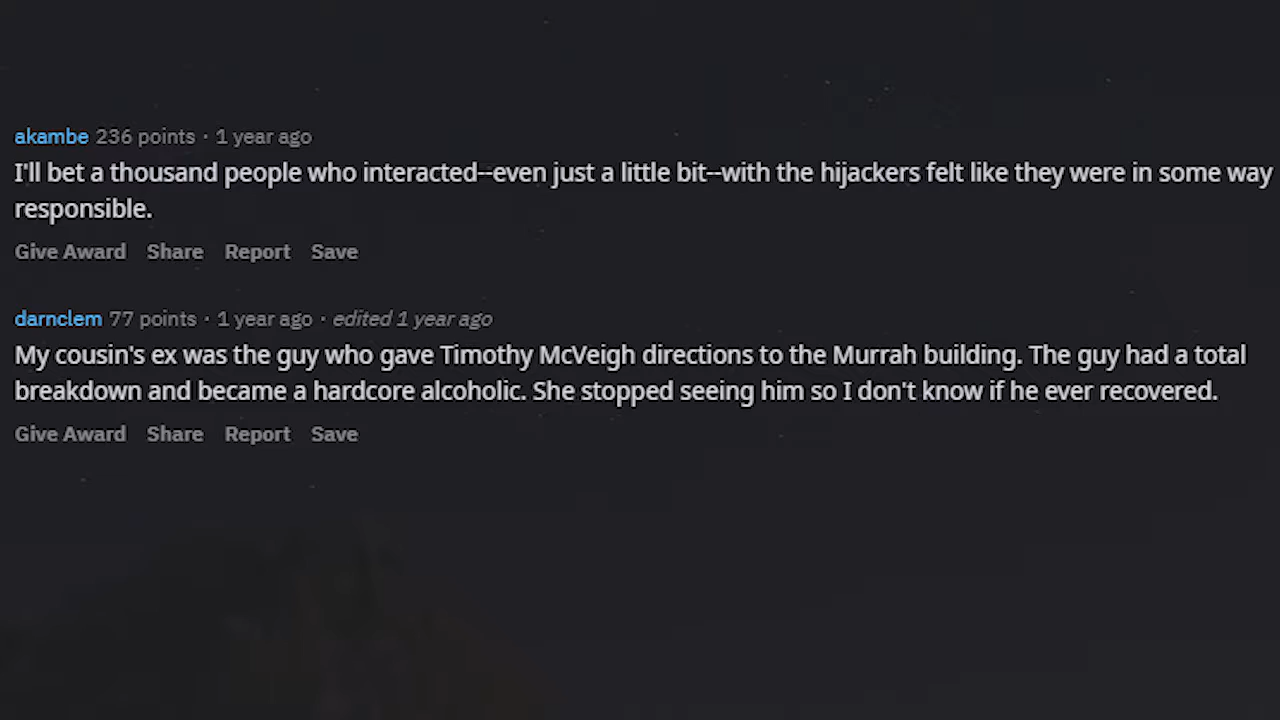 akambe 236 points · 1 year ago
I'll bet a thousand people who interacted--even just a little bit--with the hijackers felt like they were in some way
responsible.
Give Award Share Report Save
darnclem 77 points · 1 year ago · edited 1 year ago
My cousin's ex was the guy who gave Timothy McVeigh directions to the Murrah building. The guy had a total
breakdown and became a hardcore alcoholic. She stopped seeing him so I don't know if he ever recovered.
Give Award Share Report Save